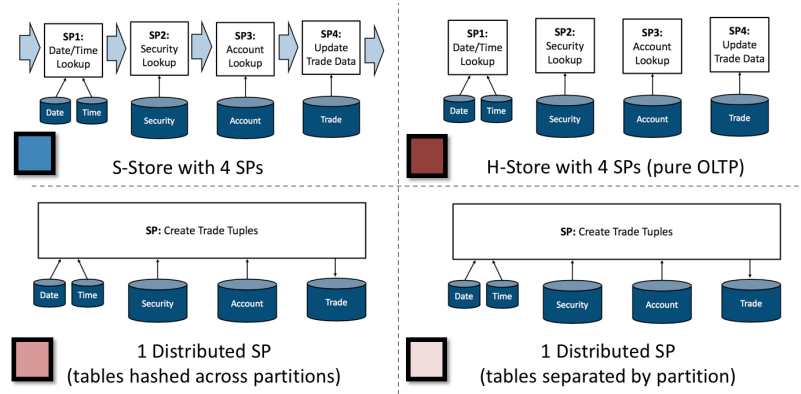 SP1:
Date/Time
Lookup
SP2:
Security
Lookup
SP3:
Account
Lookup
SP4:
Update
Trade Data
Date
Time
Security
Account
Trade
S-Store with 4 SPs
SP1:
Date/Time
Lookup
SP2:
Security
Lookup
SP3:
Account
Lookup
SP4:
Update
Trade Data
Date
Time
Security
Account
Trade
H-Store with 4 SPs (pure OLTP)
SP: Create Trade Tuples
Date
Time
Security
Account
Trade
1 Distributed SP
(tables hashed across partitions)
SP: Create Trade Tuples
Date
Time
Security
Account
Trade
1 Distributed SP
(tables separated by partition)